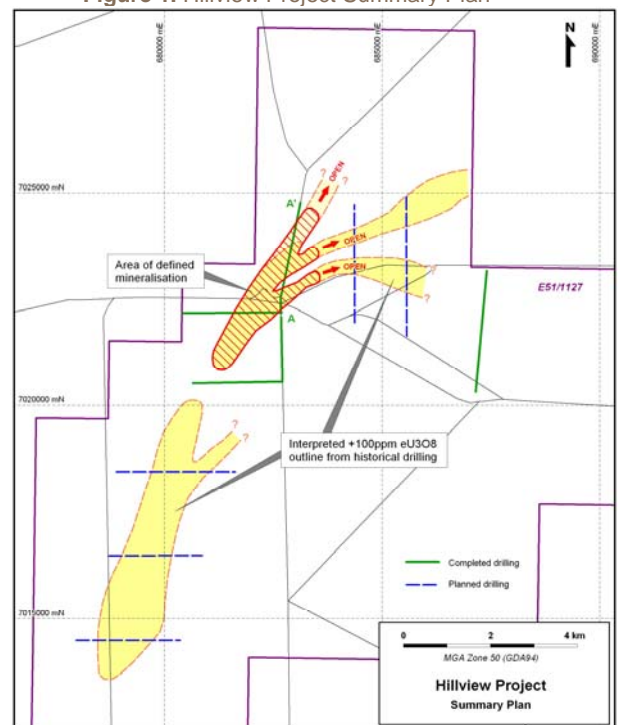 Figure 1. Hillview Project Summary Plan
680000 mE
685000 mE
690000 mE
N
7025000 mN
?
?
OPEN
A'
OPEN
OPEN
Area of defined
mineralisation
?
?
E51/1127
A
7020000 mN
?
?
Interpreted +100ppm eU3O8
outline from historical drilling
Completed drilling
Planned drilling
7015000 mN
0 2 4 km
MGA Zone 50 (GDA94)
Hillview Project
Summary Plan